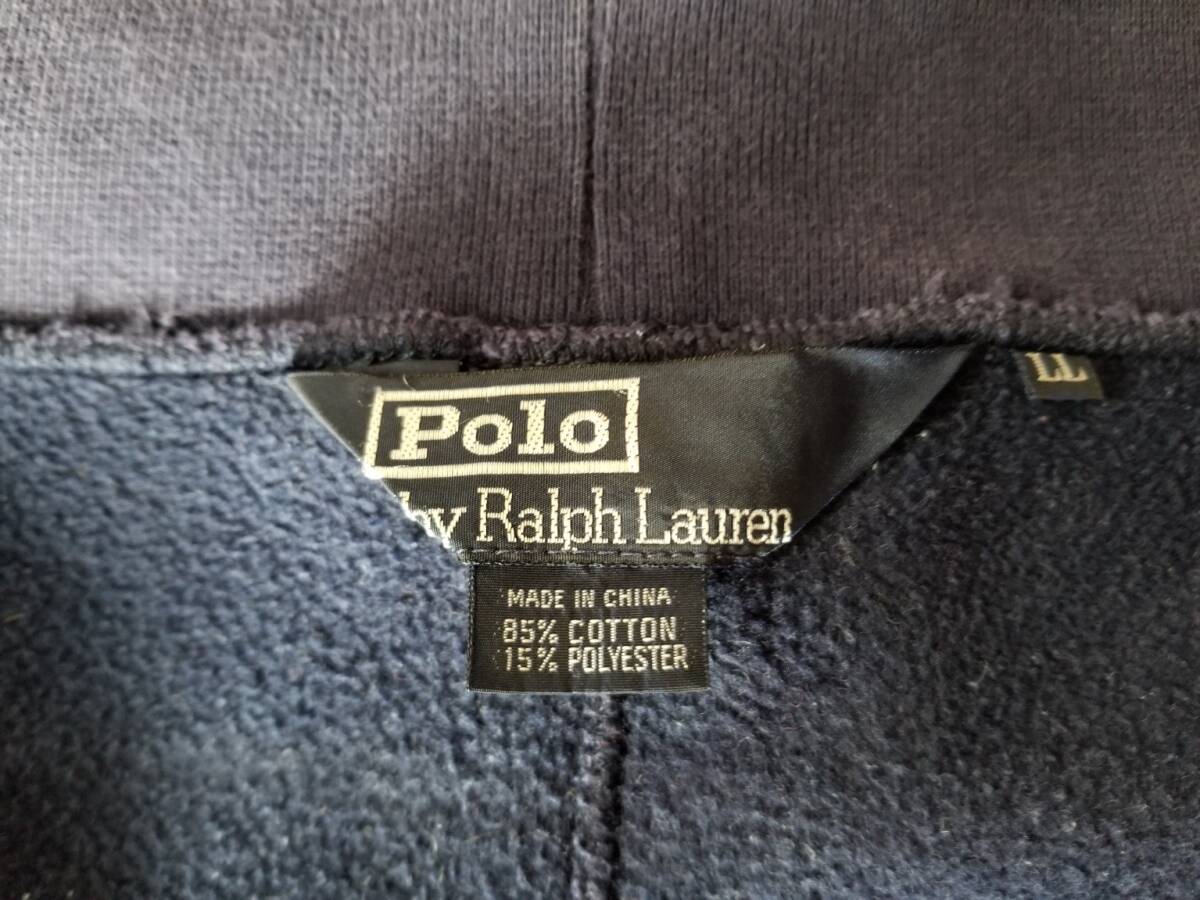 Polo
by Ralph Lauren
LL
MADE IN CHINA
85% COTTON
15% POLYESTER